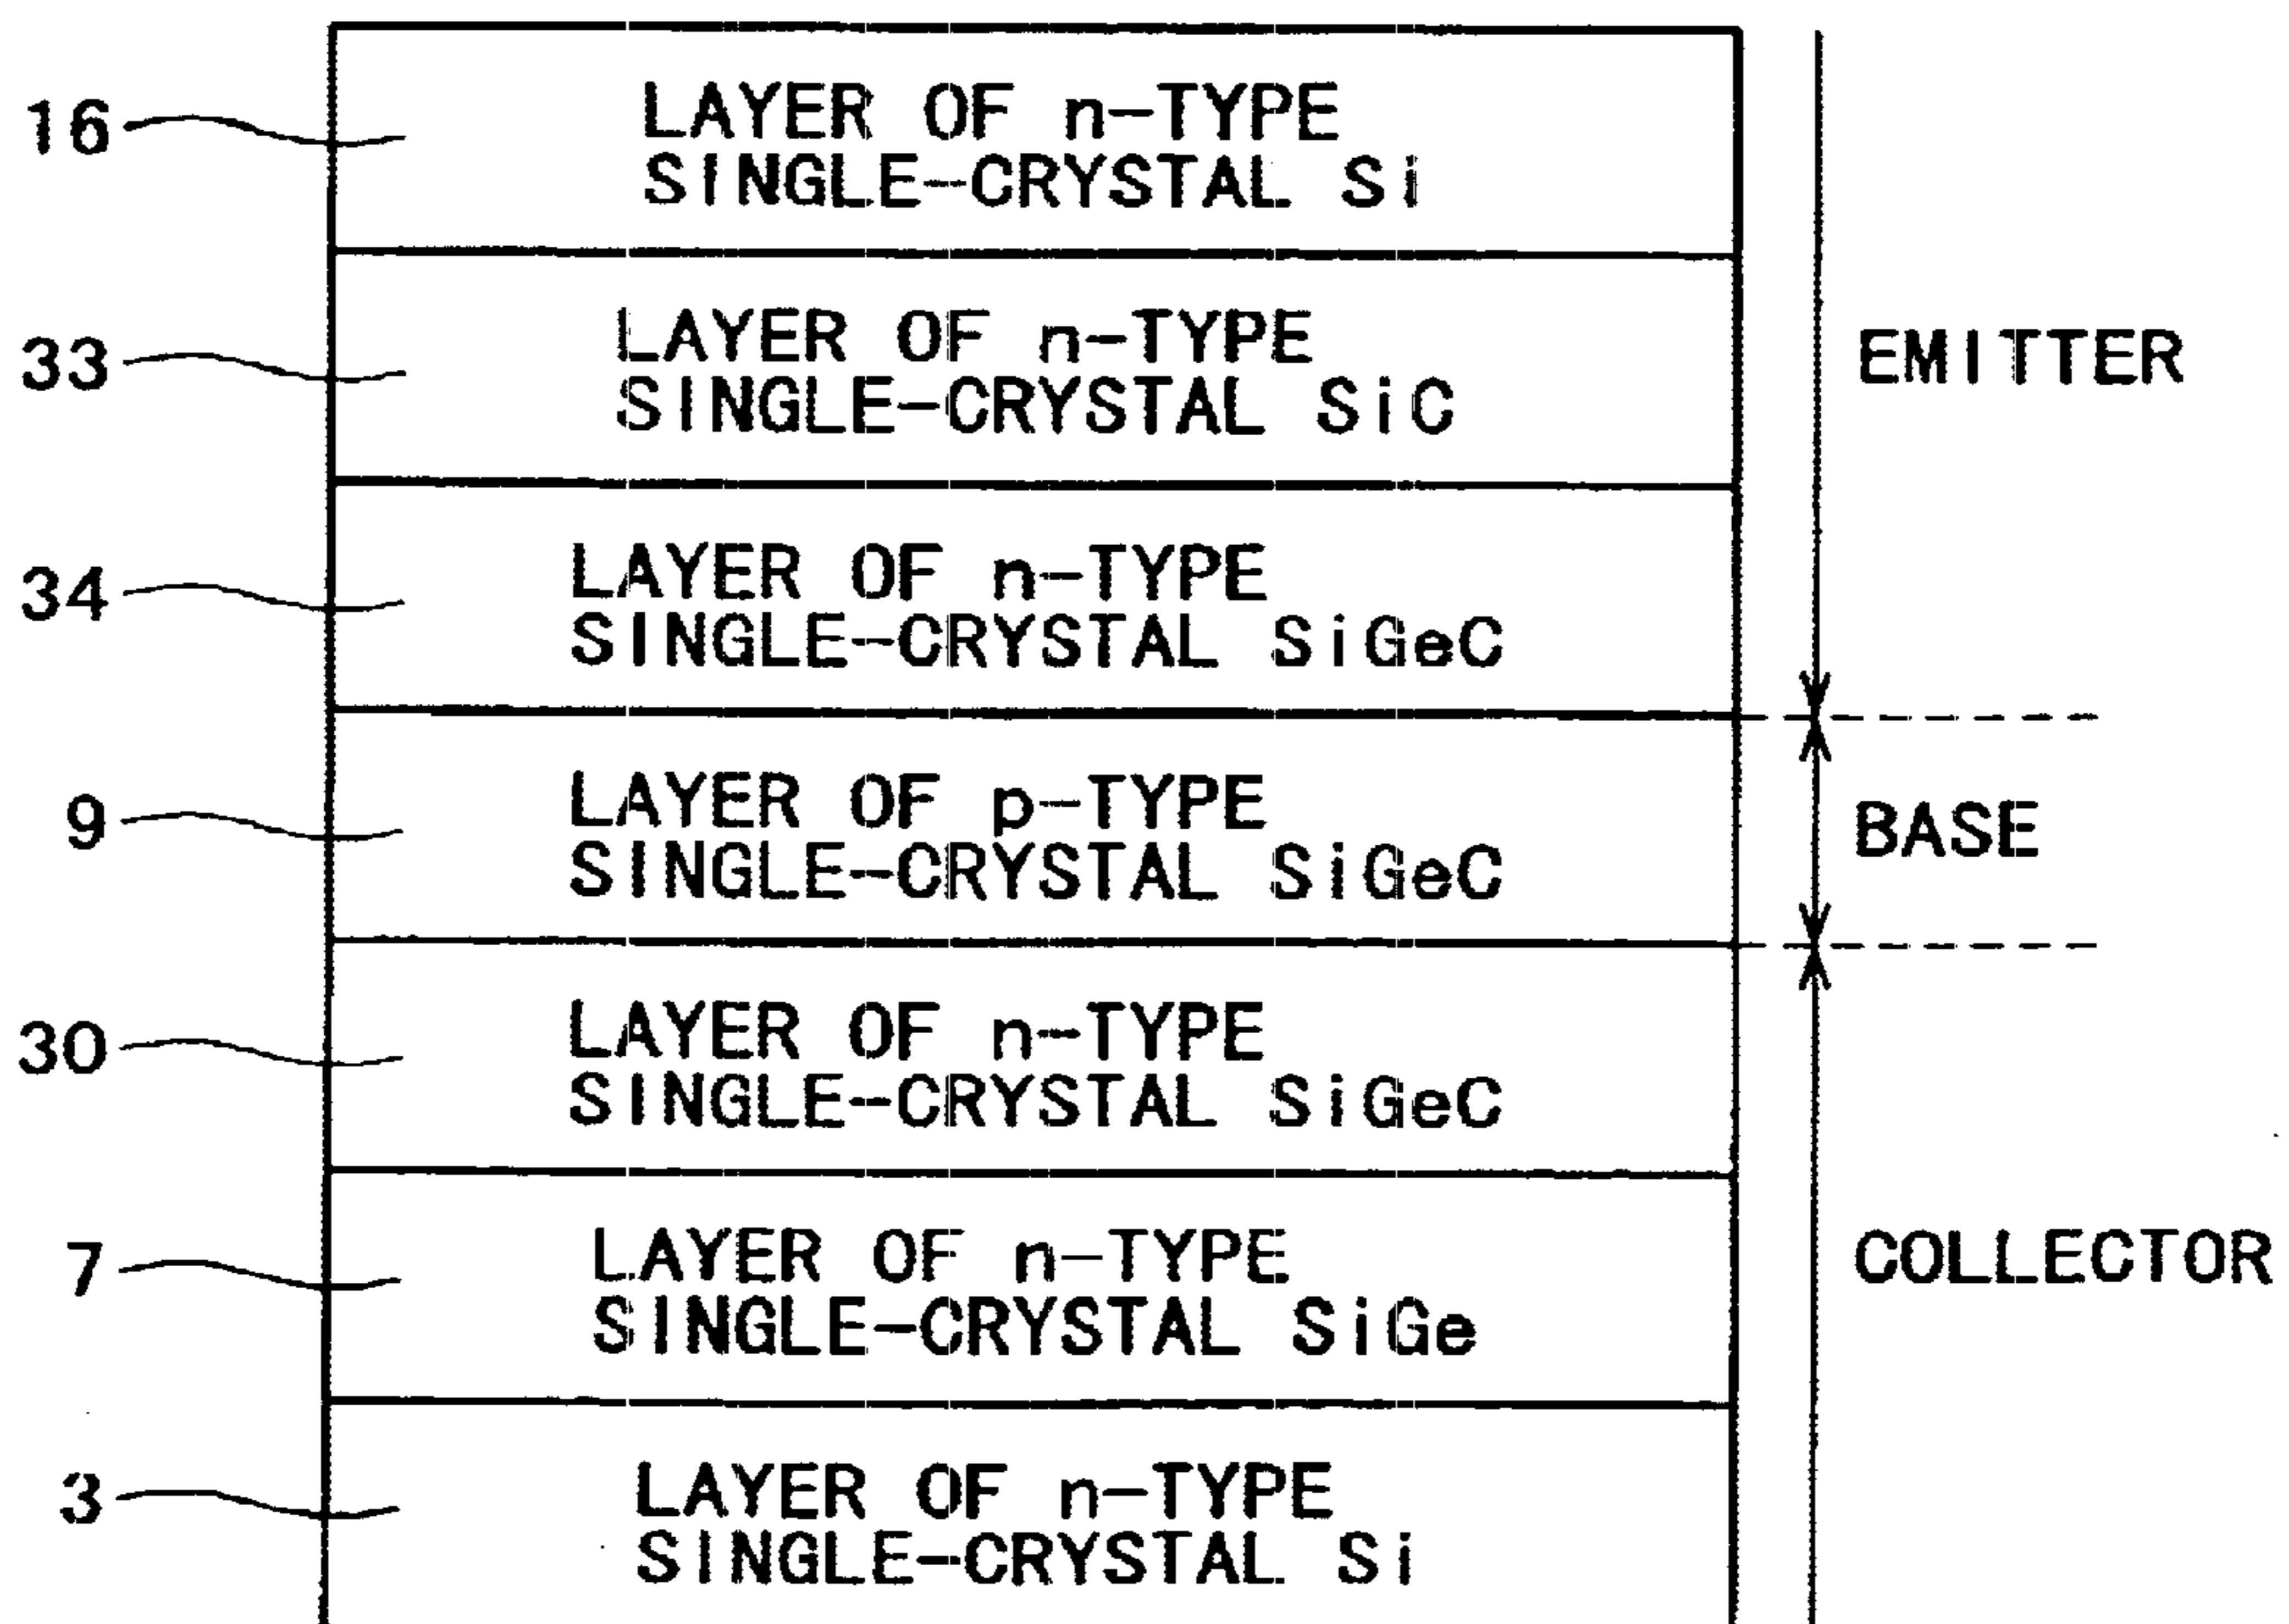 16
LAYER OF n-TYPE
SINGLE-CRYSTAL Si
33
LAYER OF n-TYPE
SINGLE-CRYSTAL SiC
EMITTER
34
LAYER OF n-TYPE
SINGLE-CRYSTAL SiGeC
9
LAYER OF p-TYPE
SINGLE-CRYSTAL SiGeC
BASE
30
LAYER OF n-TYPE
SINGLE-CRYSTAL SiGeC
7
LAYER OF n-TYPE
SINGLE-CRYSTAL SiGe
COLLECTOR
3
LAYER OF n-TYPE
SINGLE-CRYSTAL Si